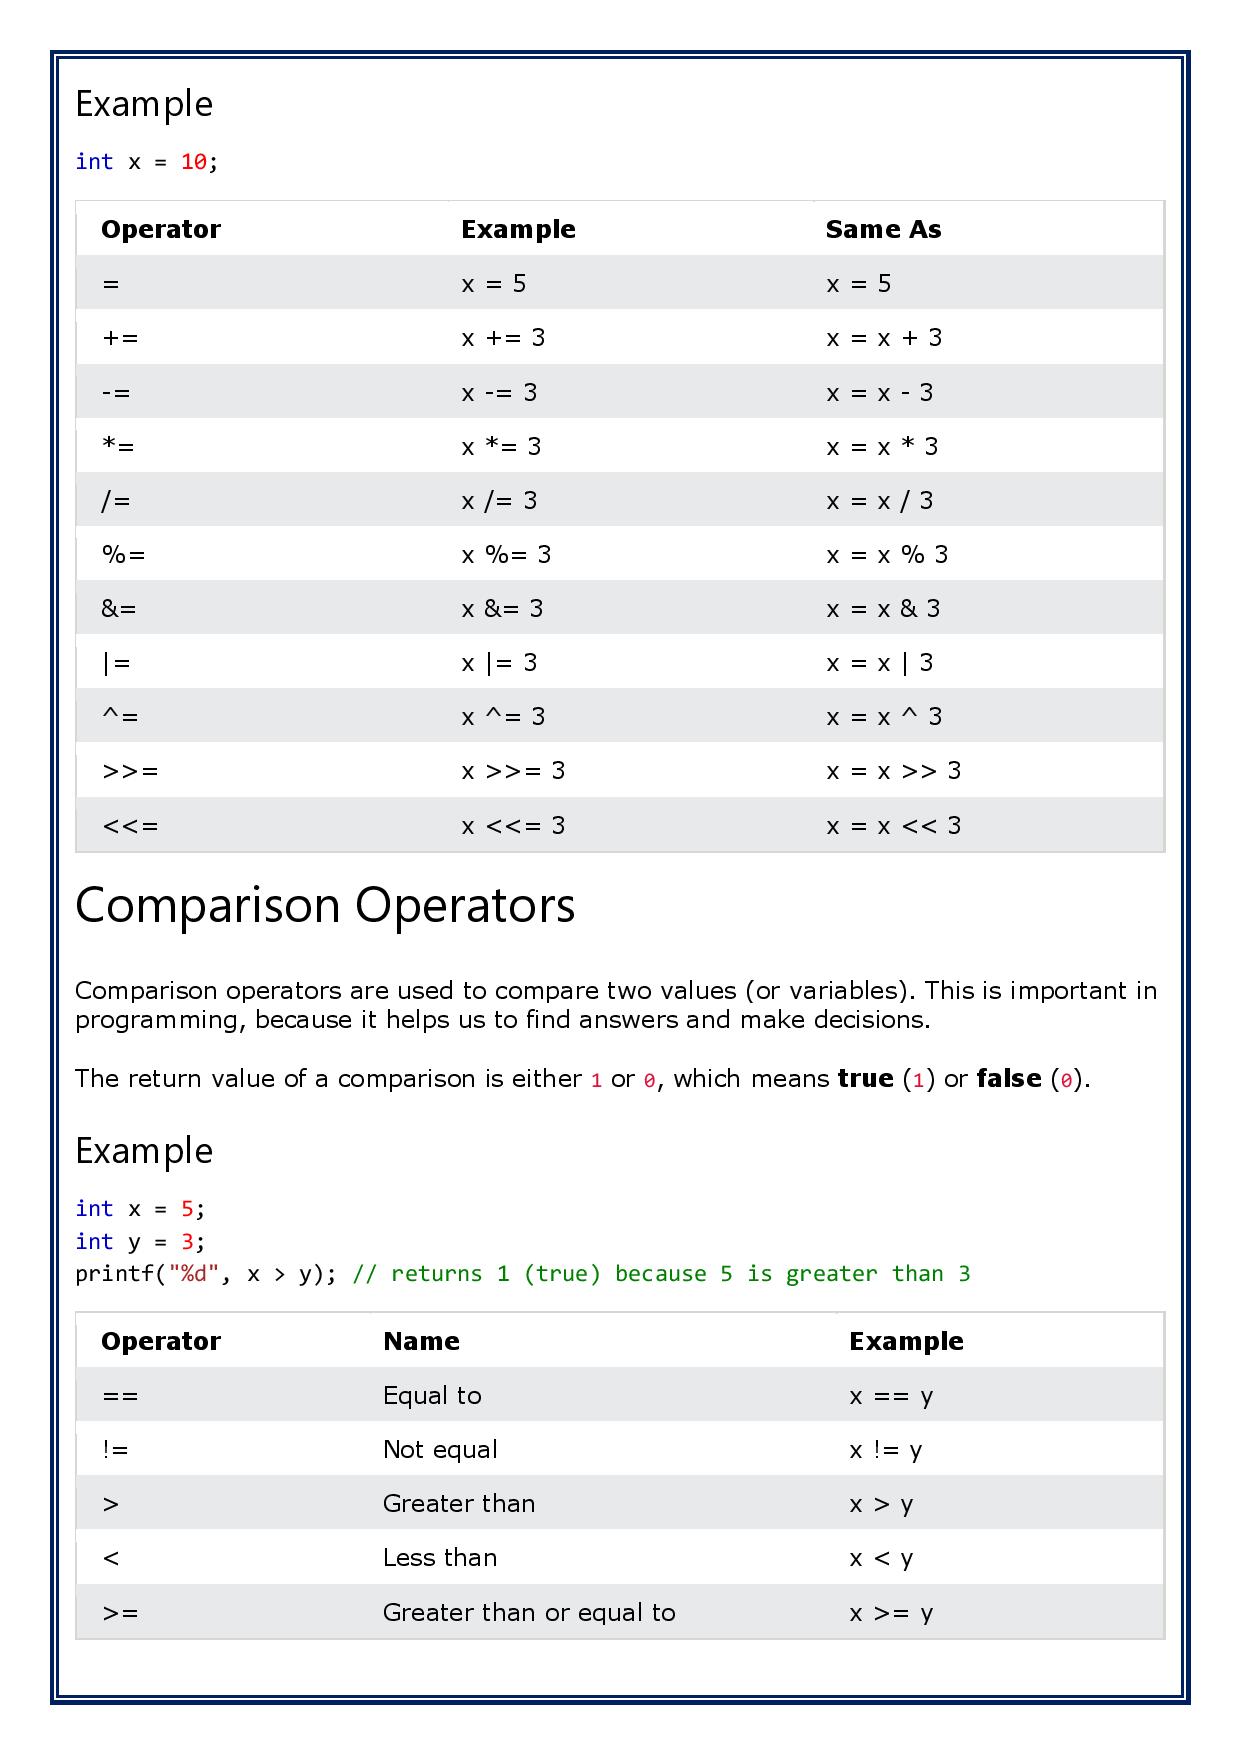 Example
int x = 10;
Operator Example Same As
= x = 5 x = 5
+= x += 3 x = x + 3
-= x -= 3 x = x - 3
*= x *= 3 x = x * 3
/= x /= 3 x = x / 3
%= x %= 3 x = x % 3
&= x &= 3 x = x & 3
|= x |= 3 x = x | 3
^= x ^= 3 x = x ^ 3
>>= x >>= 3 x = x >> 3
<<= x <<= 3 x = x << 3
Comparison Operators
Comparison operators are used to compare two values (or variables). This is important in
programming, because it helps us to find answers and make decisions.
The return value of a comparison is either 1 or 0, which means true (1) or false (0).
Example
int x = 5;
int y = 3;
printf("%d", x > y); // returns 1 (true) because 5 is greater than 3
Operator Name Example
== Equal to x == y
!= Not equal x != y
> Greater than x > y
< Less than x < y
>= Greater than or equal to x >= y